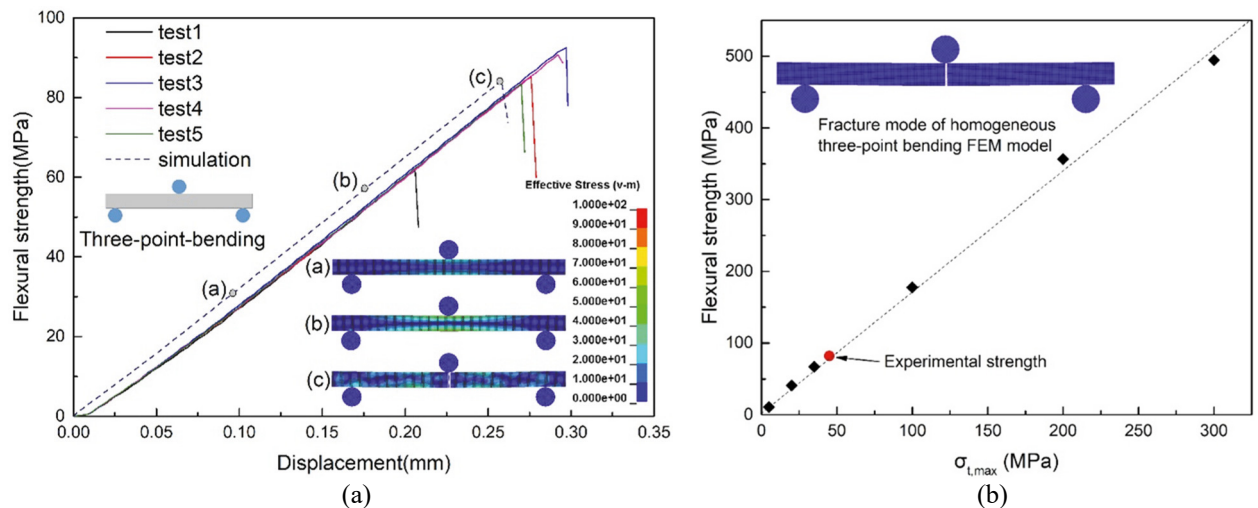 Flexural strength(MPa)
100
80
60
40
20
0
0.00
0.05
0.10
0.15
0.20
0.25
0.30
0.35
Displacement(mm)
test1
test2
test3
test4
test5
simulation
Three-point-bending
(a)
(b)
(c)
Effective Stress (v-m)
1.000e+02
9.000e+01
8.000e+01
7.000e+01
6.000e+01
5.000e+01
4.000e+01
3.000e+01
2.000e+01
1.000e+01
0.000e+00
(a)
(b)
(c)
(a)
Flexural strength (MPa)
500
450
300
200
100
0
0
50
100
150
200
250
300
σt,max (MPa)
Fracture mode of homogeneous
three-point bending FEM model
Experimental strength
(b)